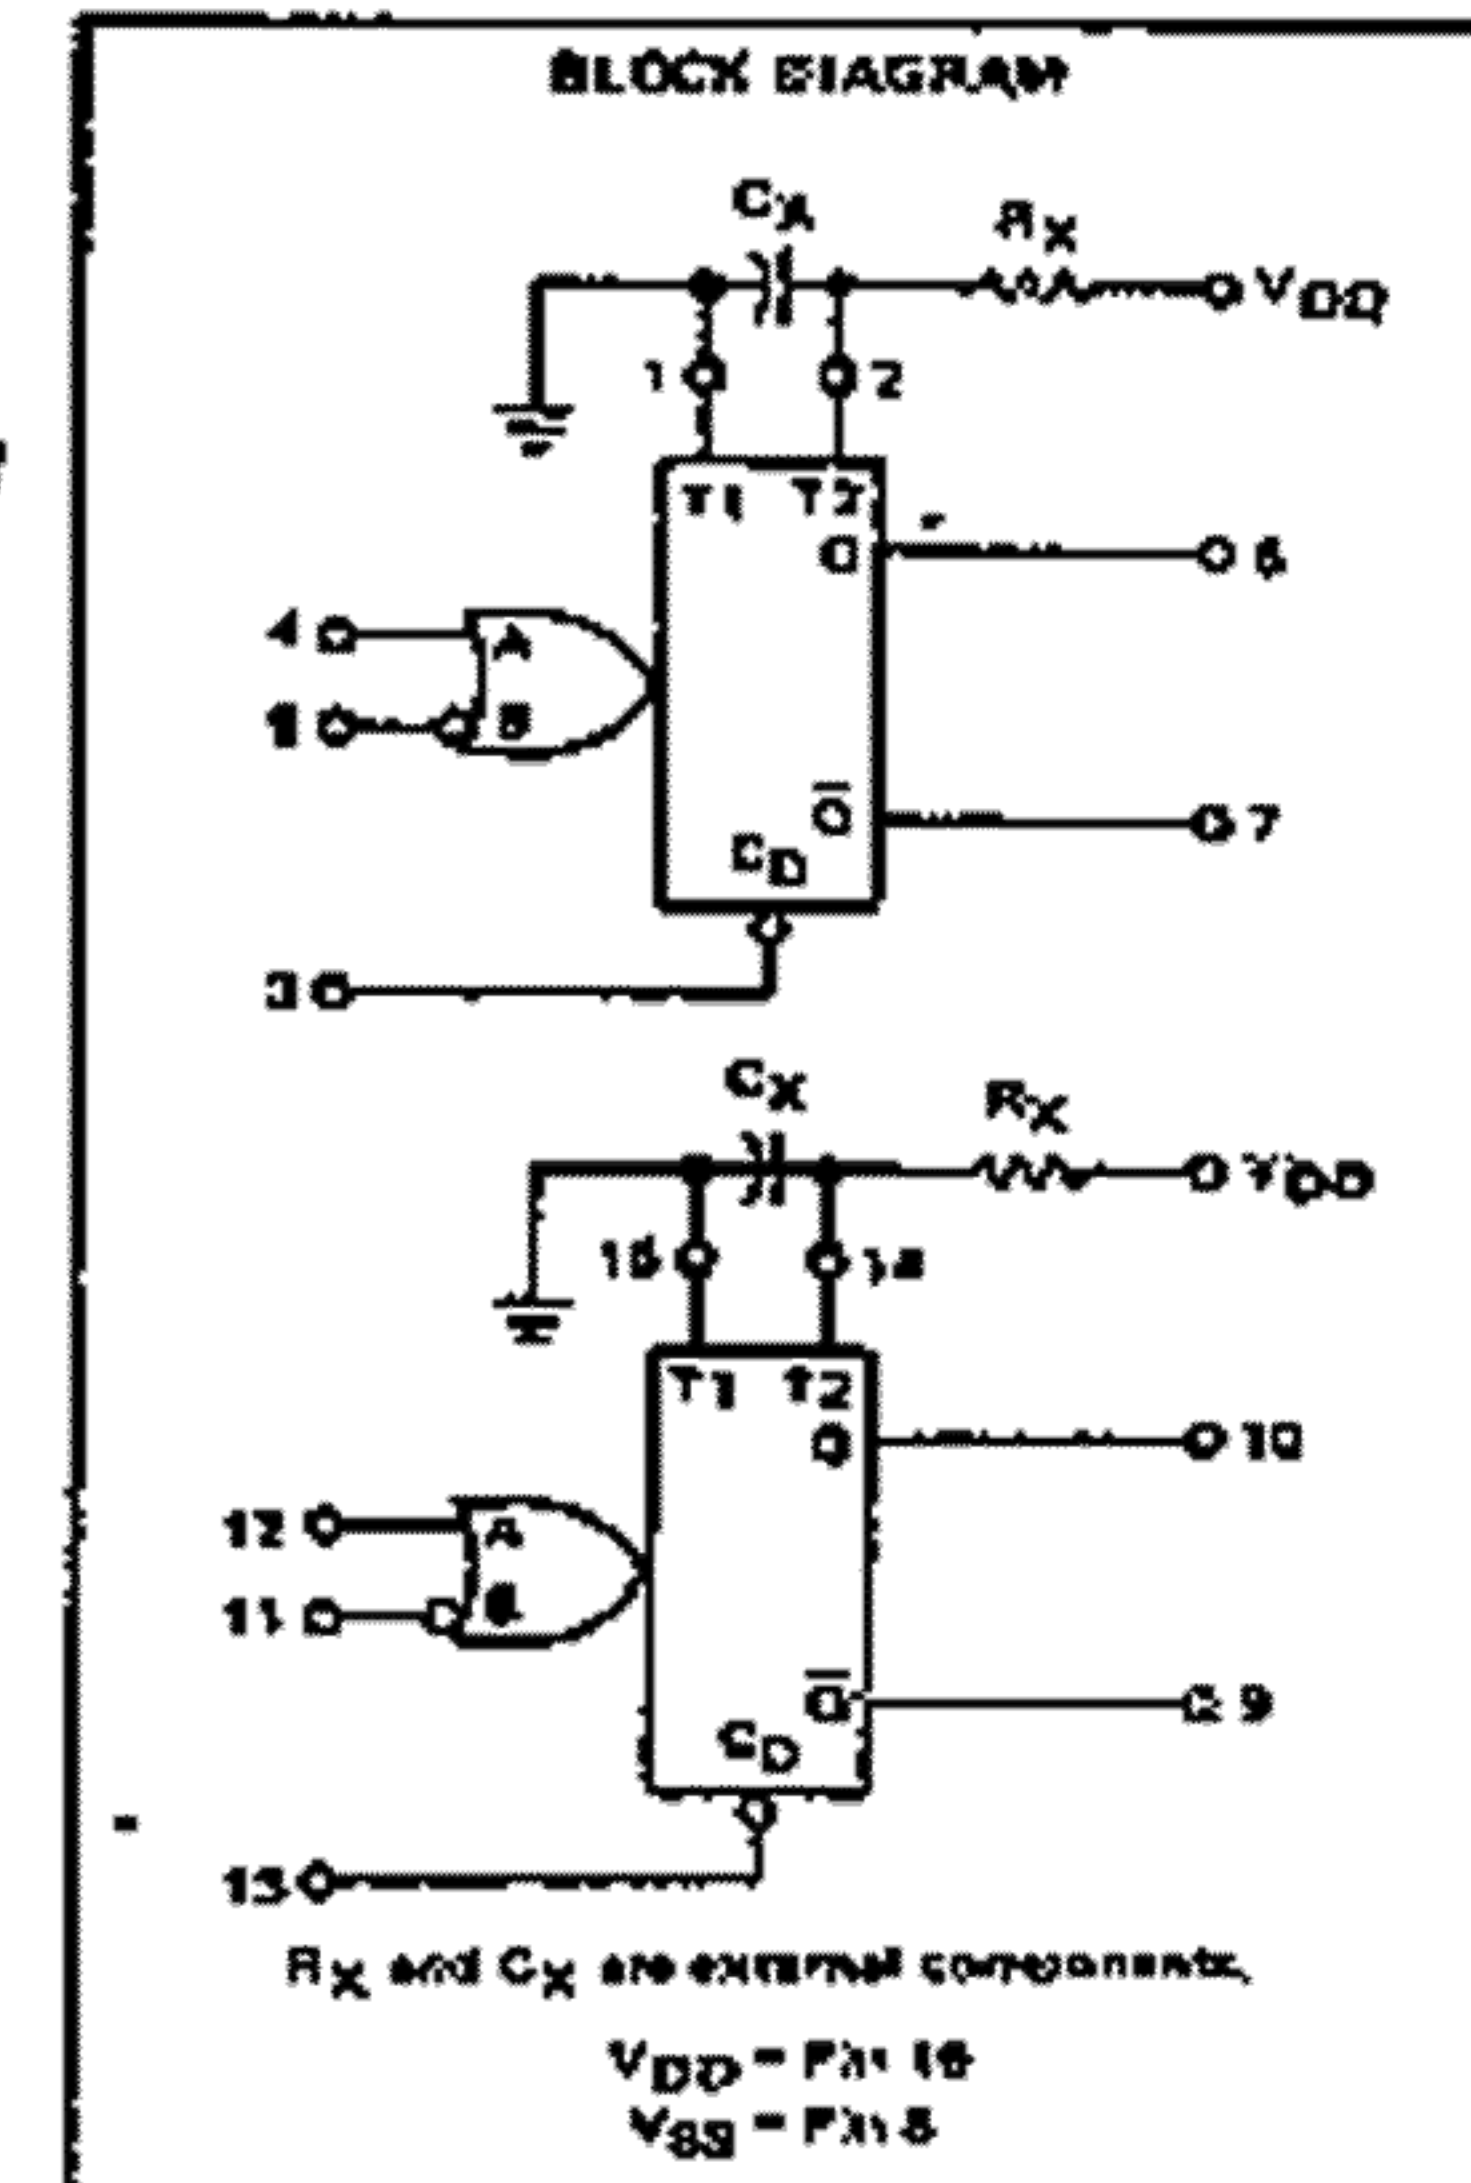 BLOCK DIAGRAM
CX
RX
VDD
1
2
T1
T2
Q
6
4
A
B
Q̅
7
CD
3
CX
RX
VDD
15
14
T1
T2
Q
10
12
A
11
Q̅
9
CD
13
RX and CX are external components.
VDD = Pin 16
VSS = Pin 8